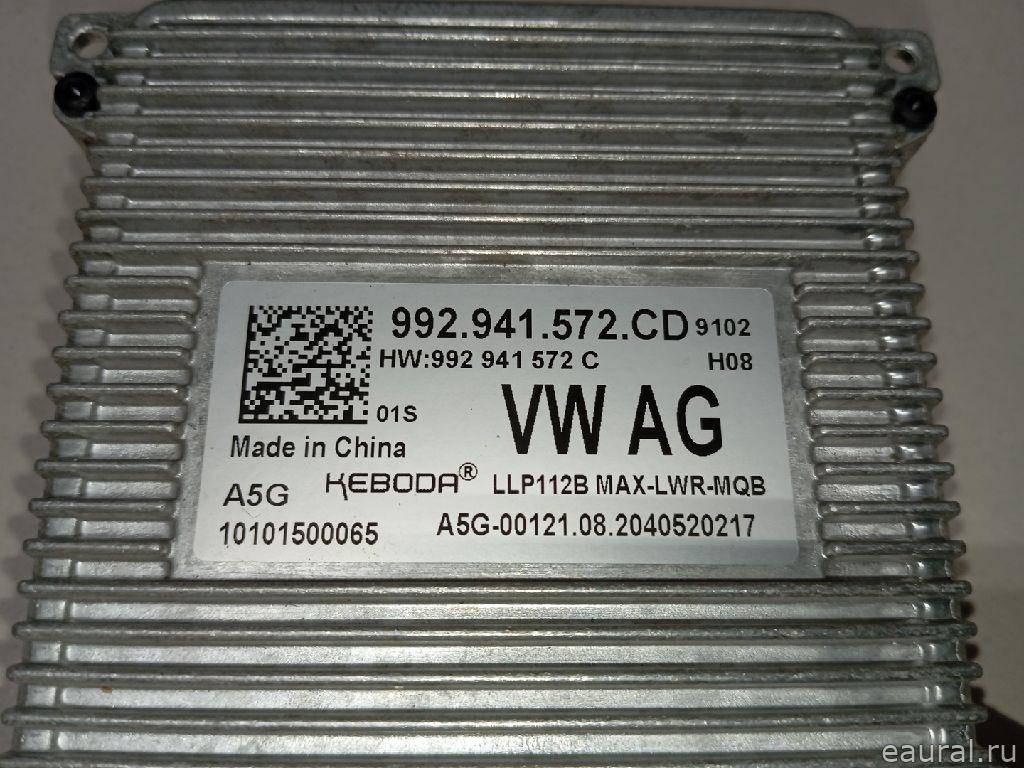 992.941.572.CD 9102
HW:992 941 572 C H08
01S VW AG
Made in China
A5G KEBODA® LLP112B MAX-LWR-MQB
10101500065 A5G-00121.08.2040520217
eaural.ru